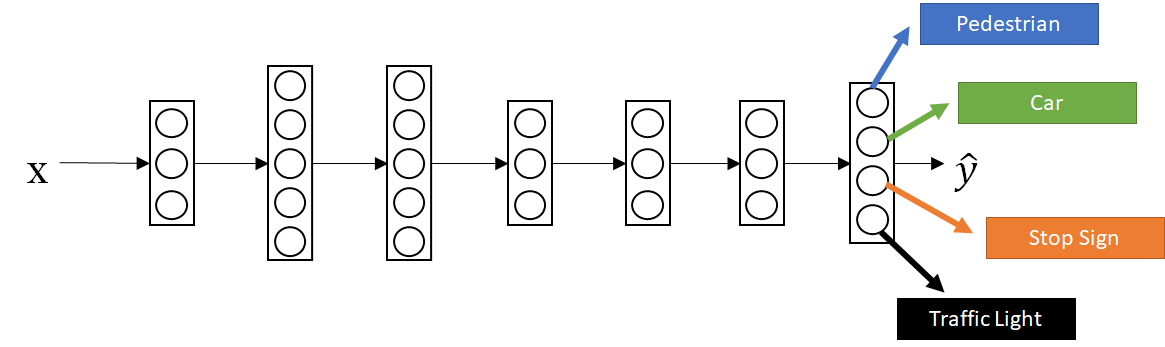 Pedestrian
Car
x
ŷ
Stop Sign
Traffic Light